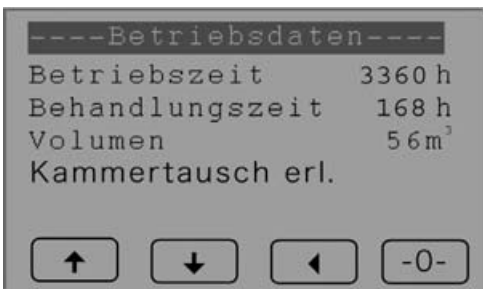 ----Betriebsdaten----
Betriebszeit 3360 h
Behandlungszeit 168 h
Volumen 56m³
Kammertausch erl.
↑ ↓ ◀ -0-